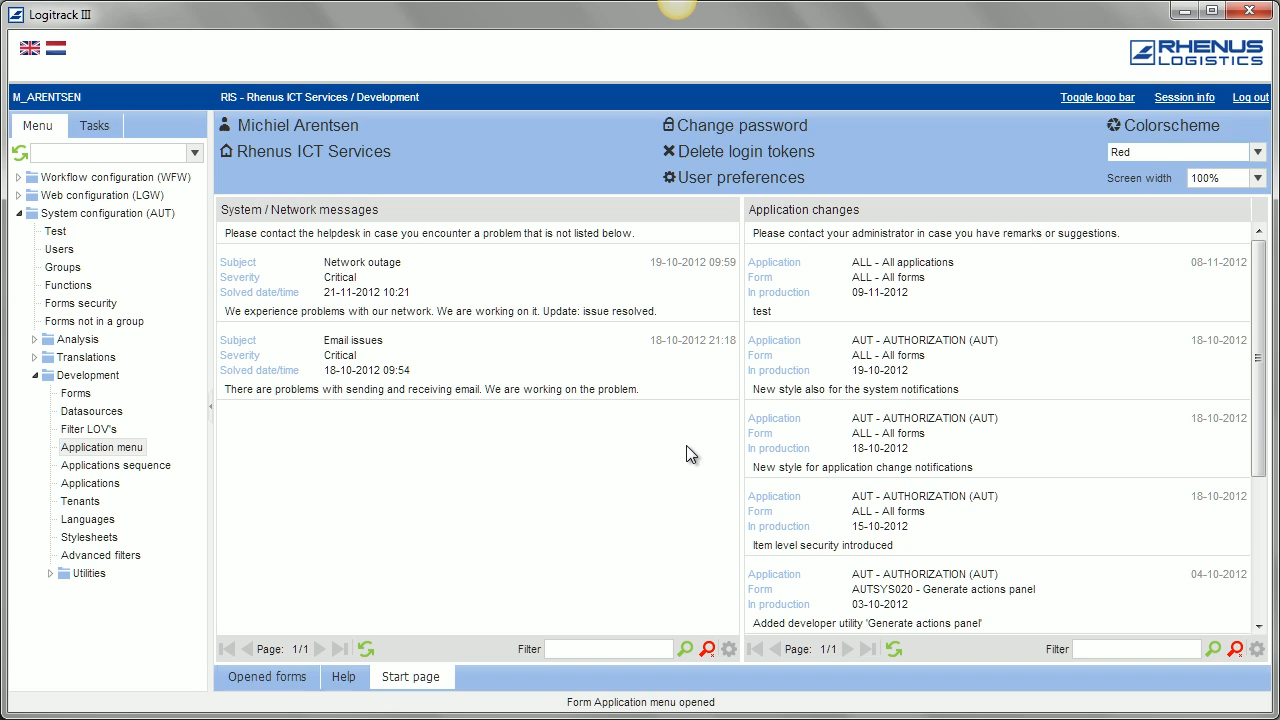 Logitrack III
RHENUS
LOGISTICS
M_ARENTSEN
RIS - Rhenus ICT Services / Development
Toggle logo bar
Session info
Log out
Menu
Tasks
Workflow configuration (WFW)
Web configuration (LGW)
System configuration (AUT)
Test
Users
Groups
Functions
Forms security
Forms not in a group
Analysis
Translations
Development
Forms
Datasources
Filter LOV's
Application menu
Applications sequence
Applications
Tenants
Languages
Stylesheets
Advanced filters
Utilities
Michiel Arentsen
Rhenus ICT Services
Change password
Delete login tokens
User preferences
Colorscheme
Red
Screen width
100%
System / Network messages
Please contact the helpdesk in case you encounter a problem that is not listed below.
Subject Network outage 19-10-2012 09:59
Severity Critical
Solved date/time 21-11-2012 10:21
We experience problems with our network. We are working on it. Update: issue resolved.
Subject Email issues 18-10-2012 21:18
Severity Critical
Solved date/time 18-10-2012 09:54
There are problems with sending and receiving email. We are working on the problem.
Page: 1/1
Filter
Application changes
Please contact your administrator in case you have remarks or suggestions.
Application ALL - All applications 08-11-2012
Form ALL - All forms
In production 09-11-2012
test
Application AUT - AUTHORIZATION (AUT) 18-10-2012
Form ALL - All forms
In production 19-10-2012
New style also for the system notifications
Application AUT - AUTHORIZATION (AUT) 18-10-2012
Form ALL - All forms
In production 18-10-2012
New style for application change notifications
Application AUT - AUTHORIZATION (AUT) 18-10-2012
Form ALL - All forms
In production 15-10-2012
Item level security introduced
Application AUT - AUTHORIZATION (AUT) 04-10-2012
Form AUTSYS020 - Generate actions panel
In production 03-10-2012
Added developer utility 'Generate actions panel'
Page: 1/1
Filter
Opened forms
Help
Start page
Form Application menu opened